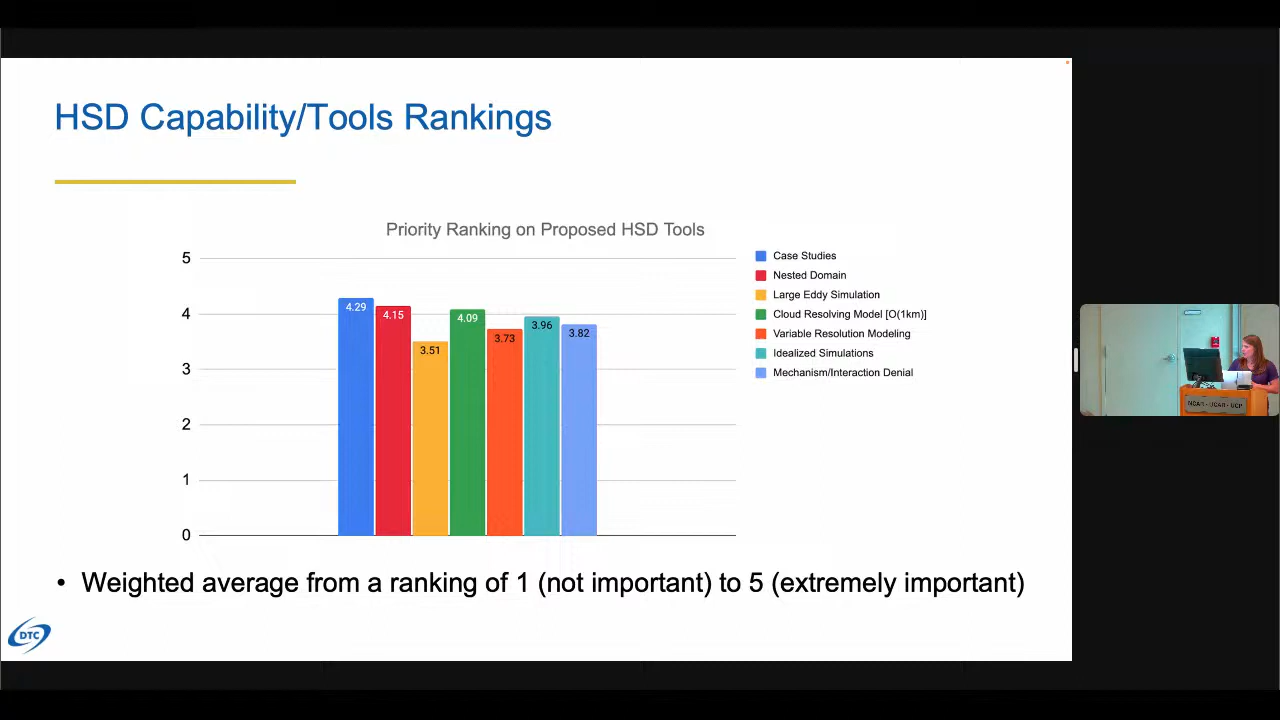 HSD Capability/Tools Rankings
Priority Ranking on Proposed HSD Tools
5
4
3
2
1
0
4.29
4.15
3.51
4.09
3.73
3.96
3.82
Case Studies
Nested Domain
Large Eddy Simulation
Cloud Resolving Model [O(1km)]
Variable Resolution Modeling
Idealized Simulations
Mechanism/Interaction Denial
• Weighted average from a ranking of 1 (not important) to 5 (extremely important)
DTC
NCAR - UCAR - UCP